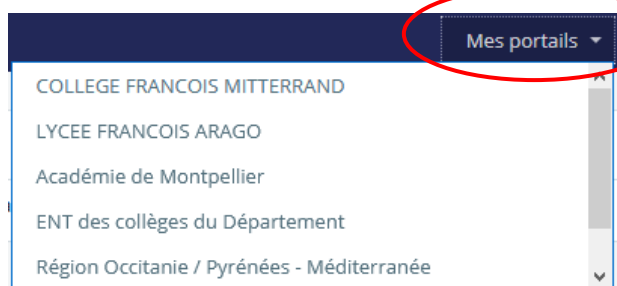 Mes portails
COLLEGE FRANCOIS MITTERRAND
LYCEE FRANCOIS ARAGO
Académie de Montpellier
ENT des collèges du Département
Région Occitanie / Pyrénées - Méditerranée